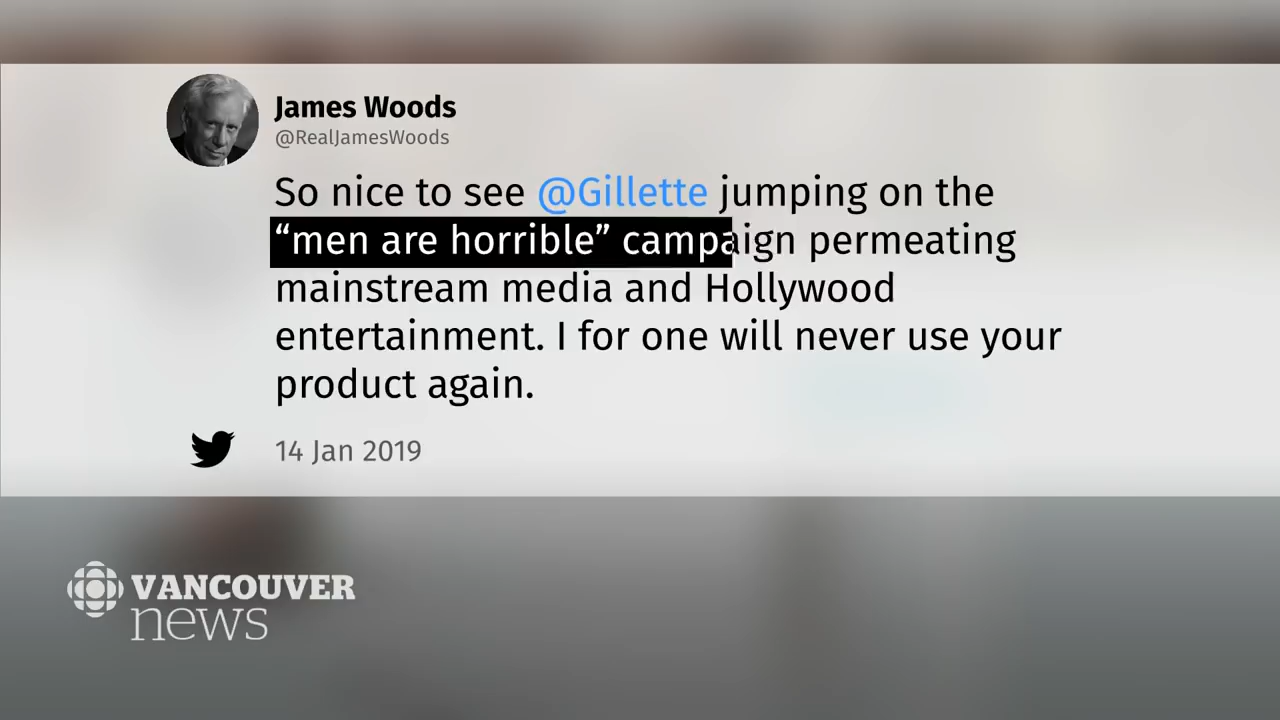 James Woods
@RealJamesWoods
So nice to see @Gillette jumping on the
“men are horrible” campaign permeating
mainstream media and Hollywood
entertainment. I for one will never use your
product again.
14 Jan 2019
VANCOUVER
news